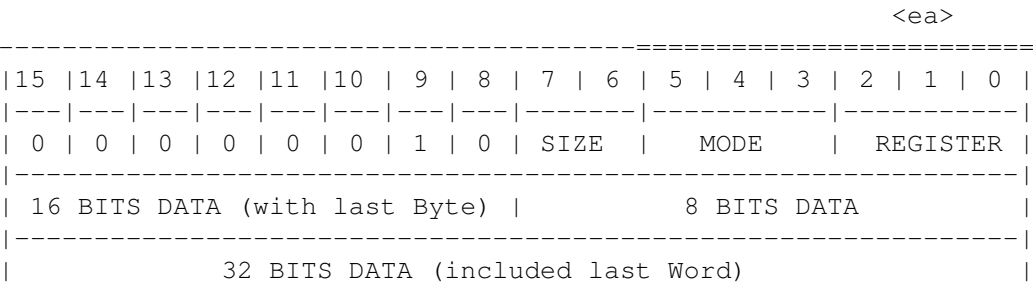 <ea>
----------------------------------------=========================
|15 |14 |13 |12 |11 |10 | 9 | 8 | 7 | 6 | 5 | 4 | 3 | 2 | 1 | 0 |
|---|---|---|---|---|---|---|---|-------|-----------|-----------|
| 0 | 0 | 0 | 0 | 0 | 0 | 1 | 0 | SIZE  |   MODE    |  REGISTER |
|---------------------------------------------------------------|
| 16 BITS DATA (with last Byte) |          8 BITS DATA          |
|---------------------------------------------------------------|
|             32 BITS DATA (included last Word)                 |